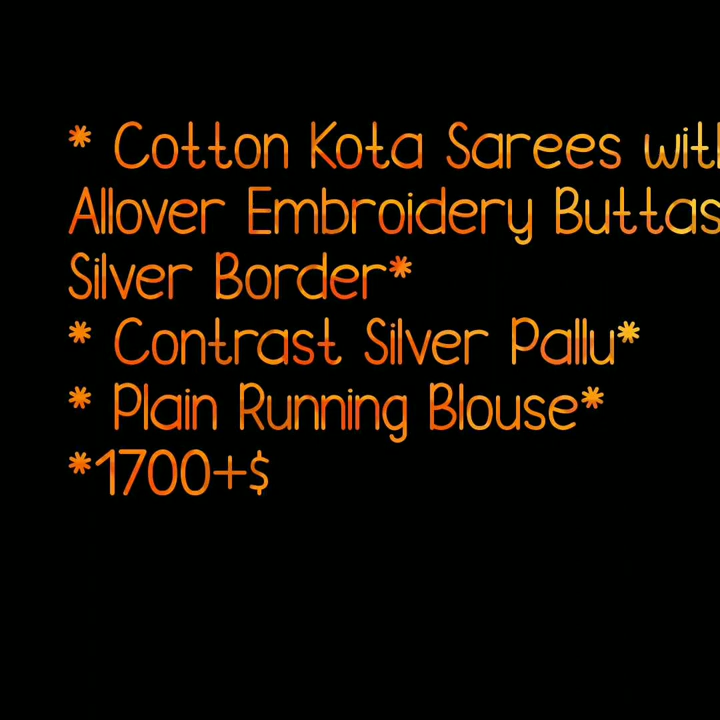 * Cotton Kota Sarees with
Allover Embroidery Buttas
Silver Border*
* Contrast Silver Pallu*
* Plain Running Blouse*
*1700+$